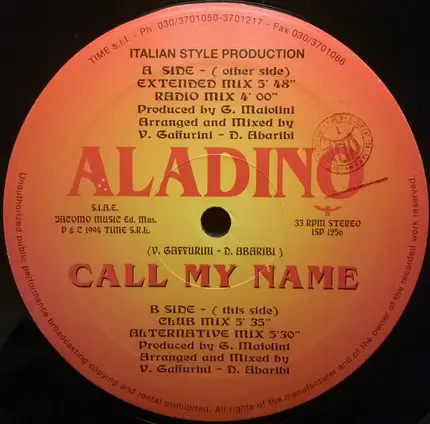 TIME s.r.l. - Ph 030/3701050-3701217 - Fax 030/3701066
ITALIAN STYLE PRODUCTION
A SIDE - ( other side)
EXTENDED MIX 5' 48"
RADIO MIX 4' 00"
Produced by G. Maiolini
Arranged and Mixed by
V. Gaffurini - D. Abaribi
ALADINO
S.I.A.E.
JACOMO MUSIC Ed. Mus.
P & C 1994 TIME S.R.L.
33 RPM STEREO
ISP 1256
( V. GAFFURINI - D. ABARIBI )
CALL MY NAME
B SIDE - ( this side)
CLUB MIX 5' 35"
ALTERNATIVE MIX 5'30"
Produced by G. Maiolini
Arranged and Mixed by
V. Gaffurini - D. Abaribi
Unauthorized public performance broadcasting copying and rental prohibited. All rights of the manufacturer and of the owner of the recorded work reserved.